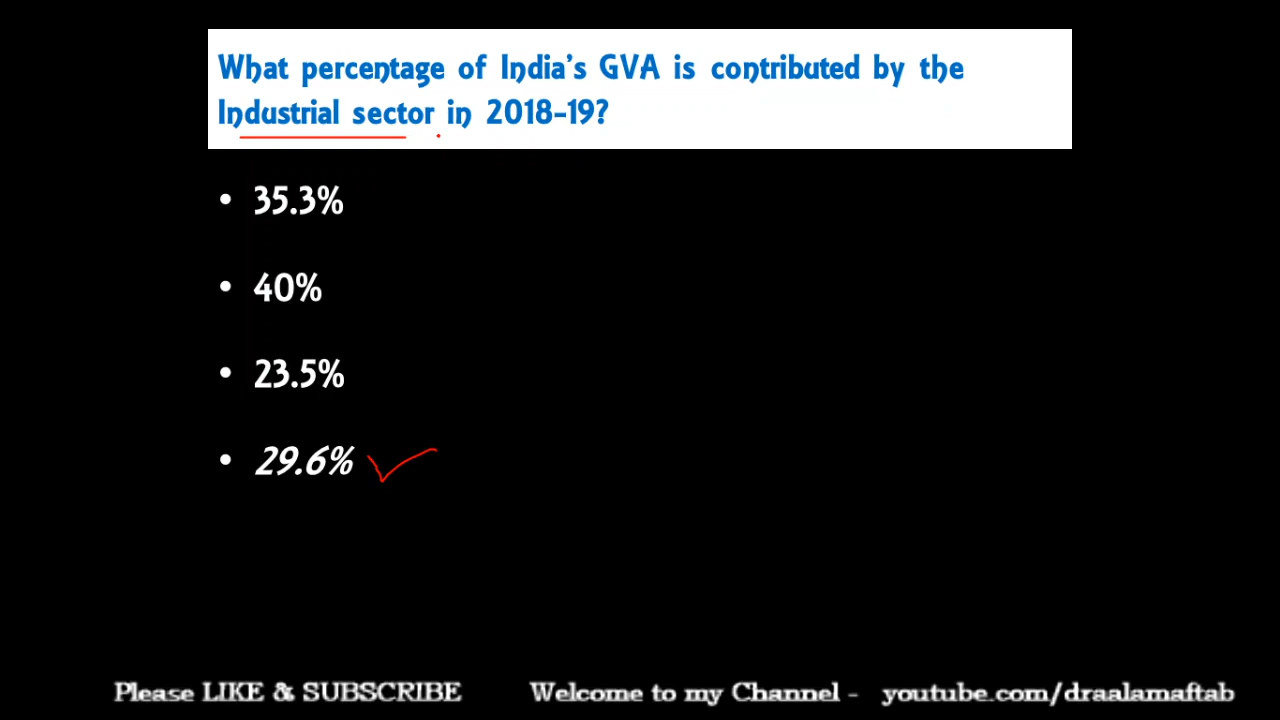 What percentage of India's GVA is contributed by the
Industrial sector in 2018-19?
• 35.3%
• 40%
• 23.5%
• 29.6%
Please LIKE & SUBSCRIBE Welcome to my Channel - youtube.com/draalamaftab